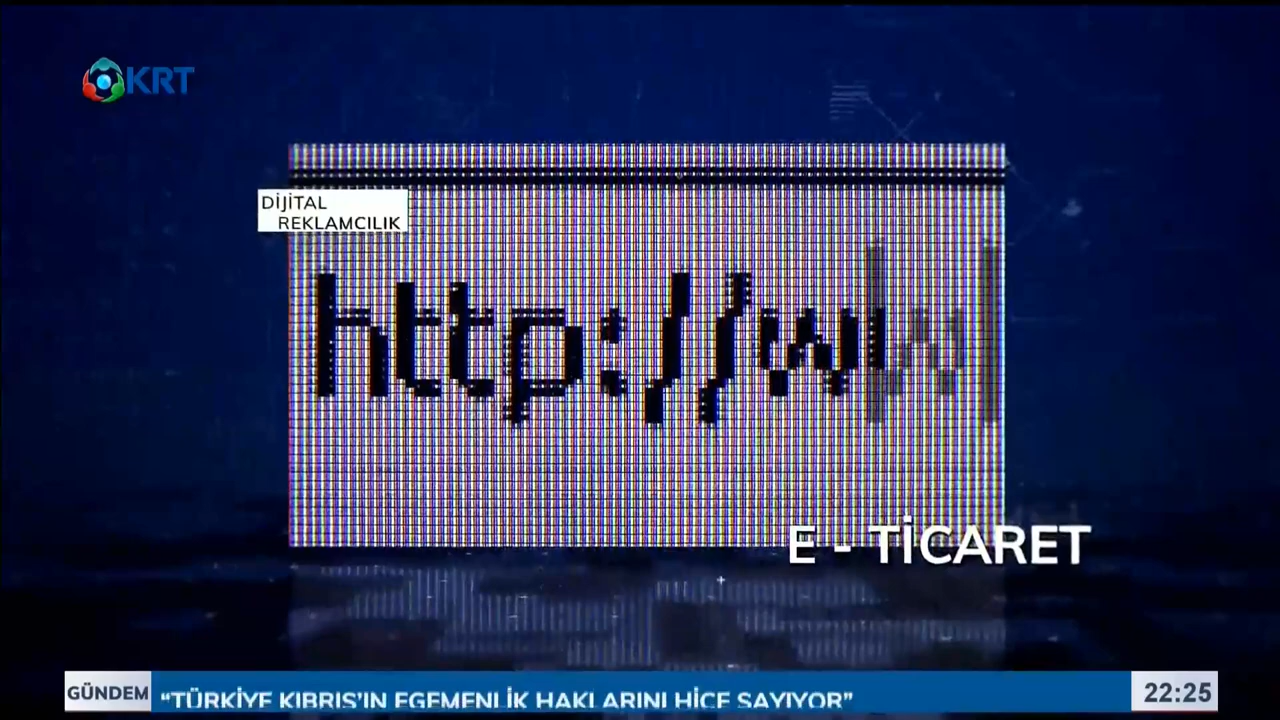 KRT
DİJİTAL
REKLAMCILIK
http://ww
E - TİCARET
GÜNDEM
“TÜRKİYE KIBRIS’IN EGEMENLİK HAKLARINI HİÇE SAYIYOR”
22:25